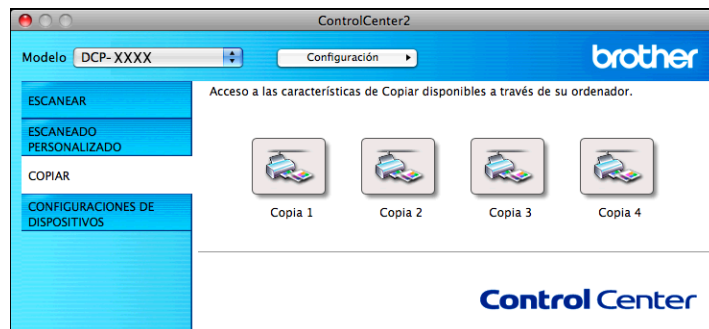 ControlCenter2
Modelo DCP-XXXX Configuración brother
ESCANEAR
ESCANEADO
PERSONALIZADO
COPIAR
CONFIGURACIONES DE
DISPOSITIVOS
Acceso a las características de Copiar disponibles a través de su ordenador.
Copia 1 Copia 2 Copia 3 Copia 4
Control Center